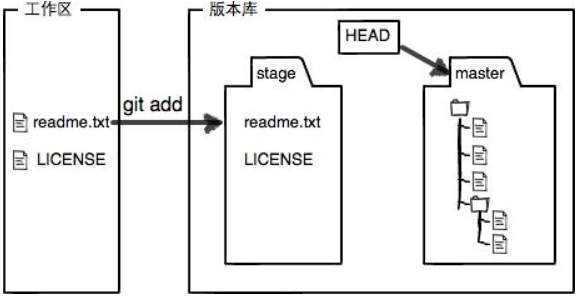 工作区
版本库
HEAD
stage
master
git add
readme.txt
readme.txt
LICENSE
LICENSE